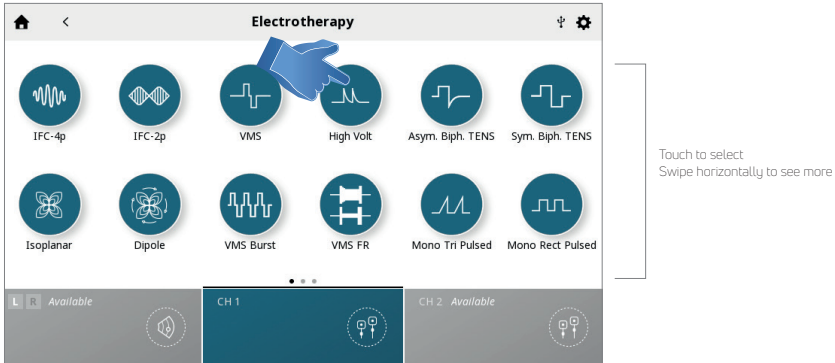 Electrotherapy
IFC-4p
IFC-2p
VMS
High Volt
Asym. Biph. TENS
Sym. Biph. TENS
Touch to select
Swipe horizontally to see more
Isoplanar
Dipole
VMS Burst
VMS FR
Mono Tri Pulsed
Mono Rect Pulsed
L R Available
CH 1
CH 2 Available